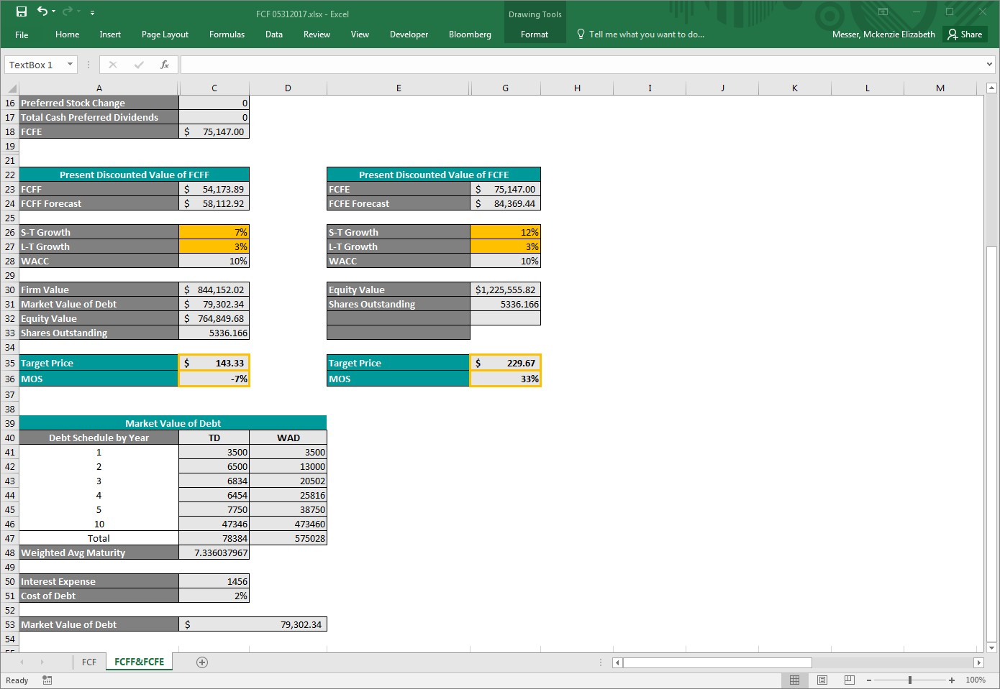 FCF 05312017.xlsx - Excel
Drawing Tools
File Home Insert Page Layout Formulas Data Review View Developer Bloomberg Format Tell me what you want to do... Messer, Mckenzie Elizabeth Share
TextBox 1 fx
A C D E G H I J K L M
16 Preferred Stock Change 0
17 Total Cash Preferred Dividends 0
18 FCFE $ 75,147.00
19
21
22 Present Discounted Value of FCFF Present Discounted Value of FCFE
23 FCFF $ 54,173.89 FCFE $ 75,147.00
24 FCFF Forecast $ 58,112.92 FCFE Forecast $ 84,369.44
25
26 S-T Growth 7% S-T Growth 12%
27 L-T Growth 3% L-T Growth 3%
28 WACC 10% WACC 10%
29
30 Firm Value $ 844,152.02 Equity Value $1,225,555.82
31 Market Value of Debt $ 79,302.34 Shares Outstanding 5336.166
32 Equity Value $ 764,849.68
33 Shares Outstanding 5336.166
34
35 Target Price $ 143.33 Target Price $ 229.67
36 MOS -7% MOS 33%
37
38
39 Market Value of Debt
40 Debt Schedule by Year TD WAD
41 1 3500 3500
42 2 6500 13000
43 3 6834 20502
44 4 6454 25816
45 5 7750 38750
46 10 47346 473460
47 Total 78384 575028
48 Weighted Avg Maturity 7.336037967
49
50 Interest Expense 1456
51 Cost of Debt 2%
52
53 Market Value of Debt $ 79,302.34
54
FCF FCFF&FCFE
Ready 100%